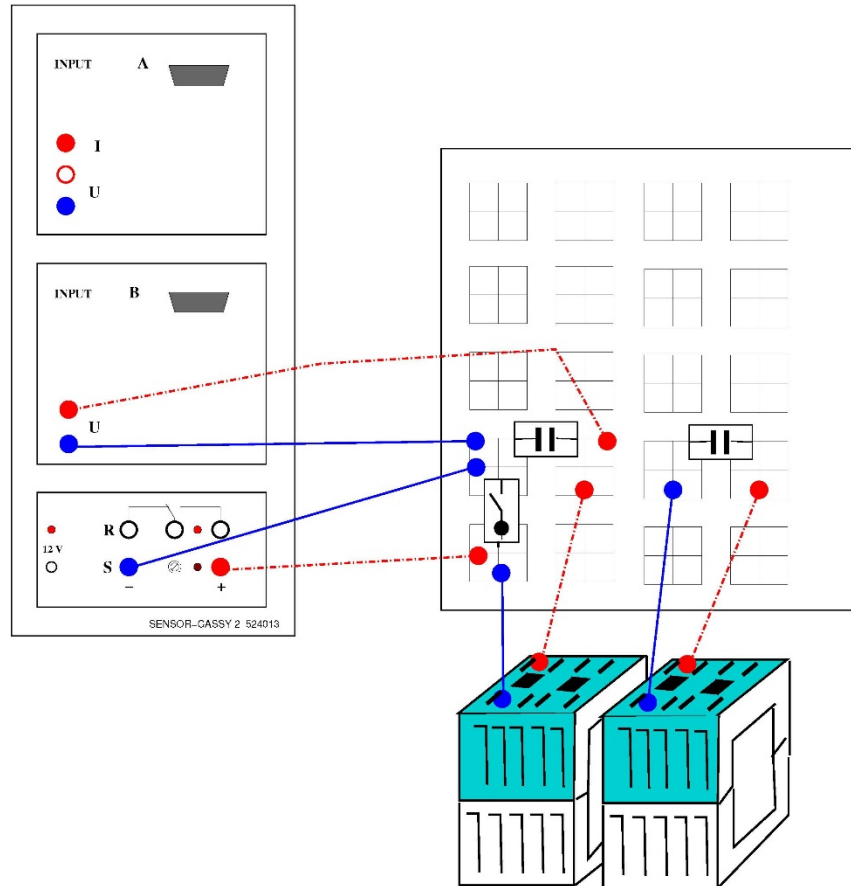 INPUT A
I
U
INPUT B
U
R
12 V
S
− +
SENSOR−CASSY 2 524013